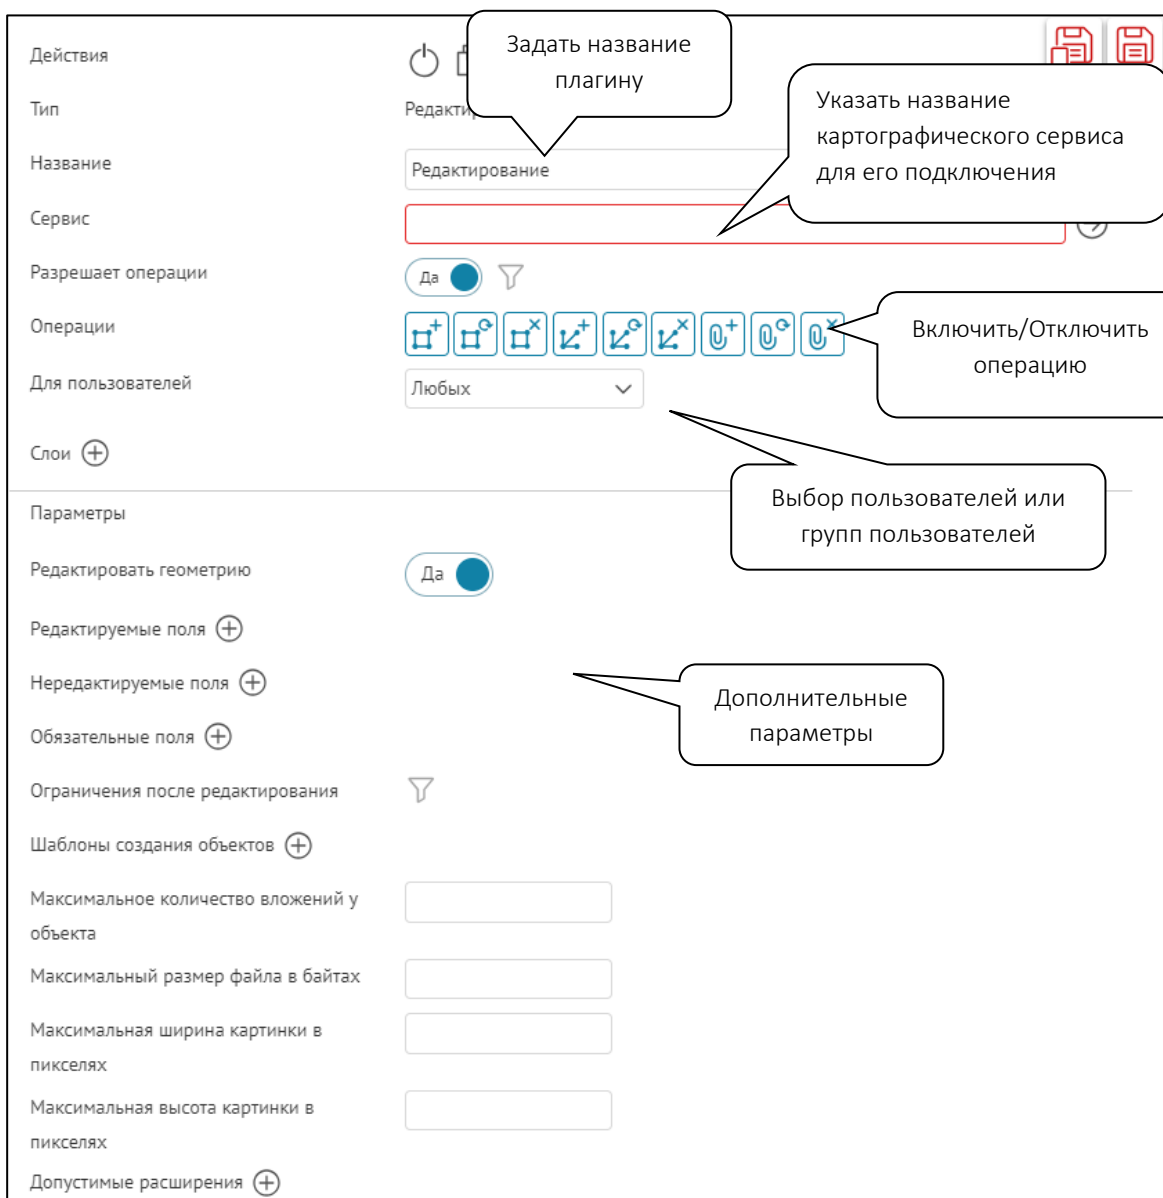 Действия
Задать название
плагину
Тип
Редакти
Указать название
картографического сервиса
для его подключения
Название
Редактирование
Сервис
Разрешает операции
Да
Операции
Включить/Отключить
операцию
Для пользователей
Любых
Слои
Выбор пользователей или
групп пользователей
Параметры
Редактировать геометрию
Да
Редактируемые поля
Нередактируемые поля
Дополнительные
параметры
Обязательные поля
Ограничения после редактирования
Шаблоны создания объектов
Максимальное количество вложений у
объекта
Максимальный размер файла в байтах
Максимальная ширина картинки в
пикселях
Максимальная высота картинки в
пикселях
Допустимые расширения